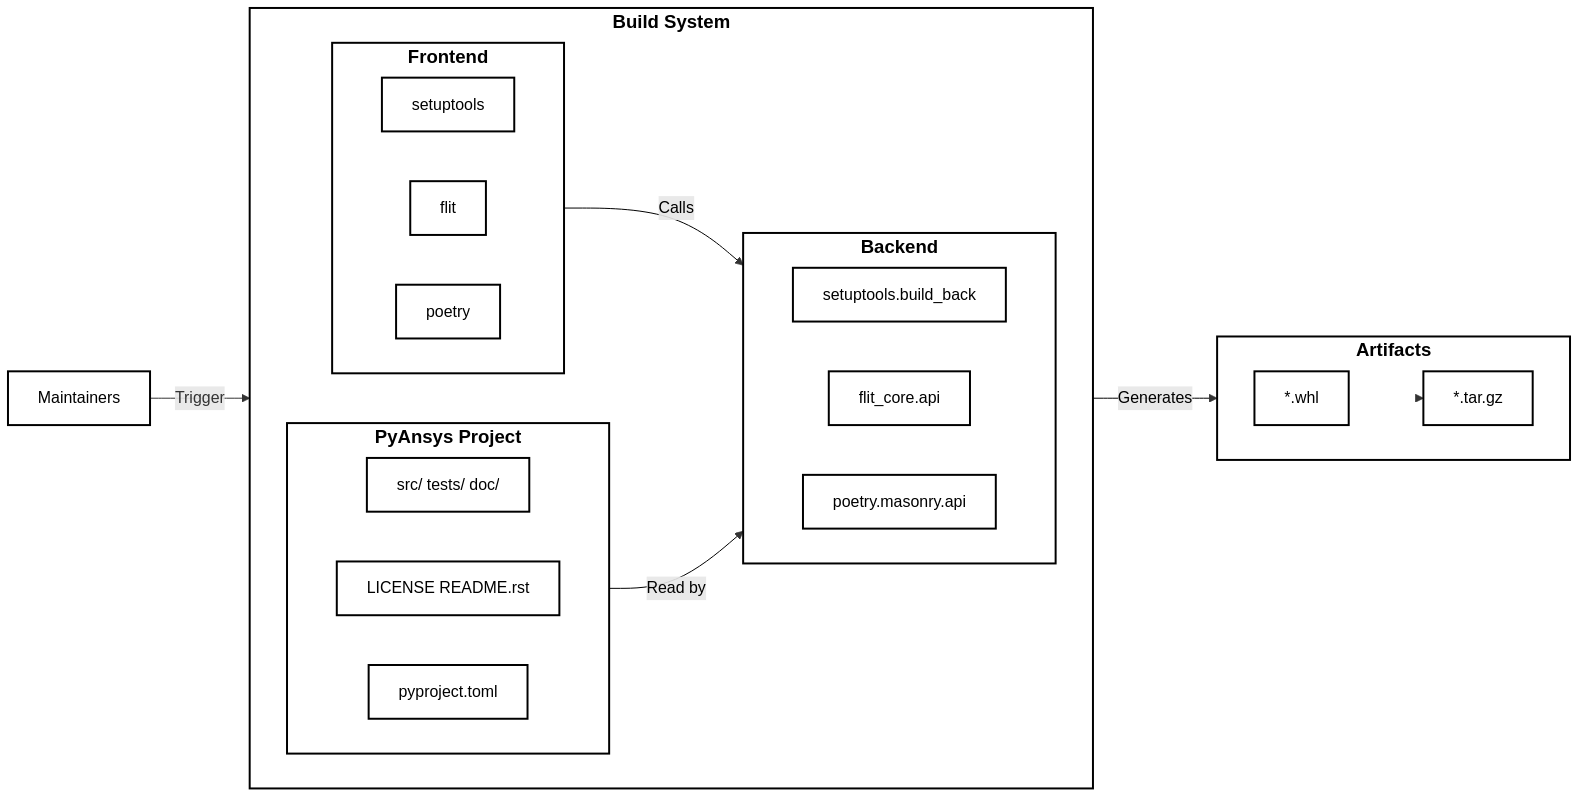 Build System
Frontend
setuptools
flit
poetry
Calls
Maintainers
Trigger
PyAnsys Project
src/ tests/ doc/
LICENSE README.rst
pyproject.toml
Read by
Backend
setuptools.build_back
flit_core.api
poetry.masonry.api
Generates
Artifacts
*.whl
*.tar.gz